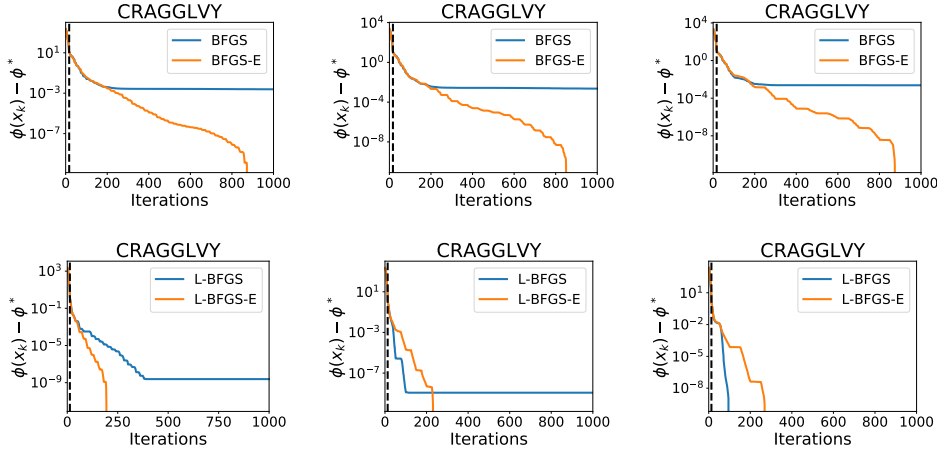 CRAGGLVY
ϕ(x_k) − ϕ*
10^1
10^−3
10^−7
BFGS
BFGS-E
0 200 400 600 800 1000
Iterations
CRAGGLVY
ϕ(x_k) − ϕ*
10^4
10^0
10^−4
10^−8
BFGS
BFGS-E
0 200 400 600 800 1000
Iterations
CRAGGLVY
ϕ(x_k) − ϕ*
10^4
10^0
10^−4
10^−8
BFGS
BFGS-E
0 200 400 600 800 1000
Iterations
CRAGGLVY
ϕ(x_k) − ϕ*
10^3
10^−1
10^−5
10^−9
L-BFGS
L-BFGS-E
0 250 500 750 1000
Iterations
CRAGGLVY
ϕ(x_k) − ϕ*
10^1
10^−3
10^−7
L-BFGS
L-BFGS-E
0 200 400 600 800 1000
Iterations
CRAGGLVY
ϕ(x_k) − ϕ*
10^1
10^−2
10^−5
10^−8
L-BFGS
L-BFGS-E
0 200 400 600 800 1000
Iterations